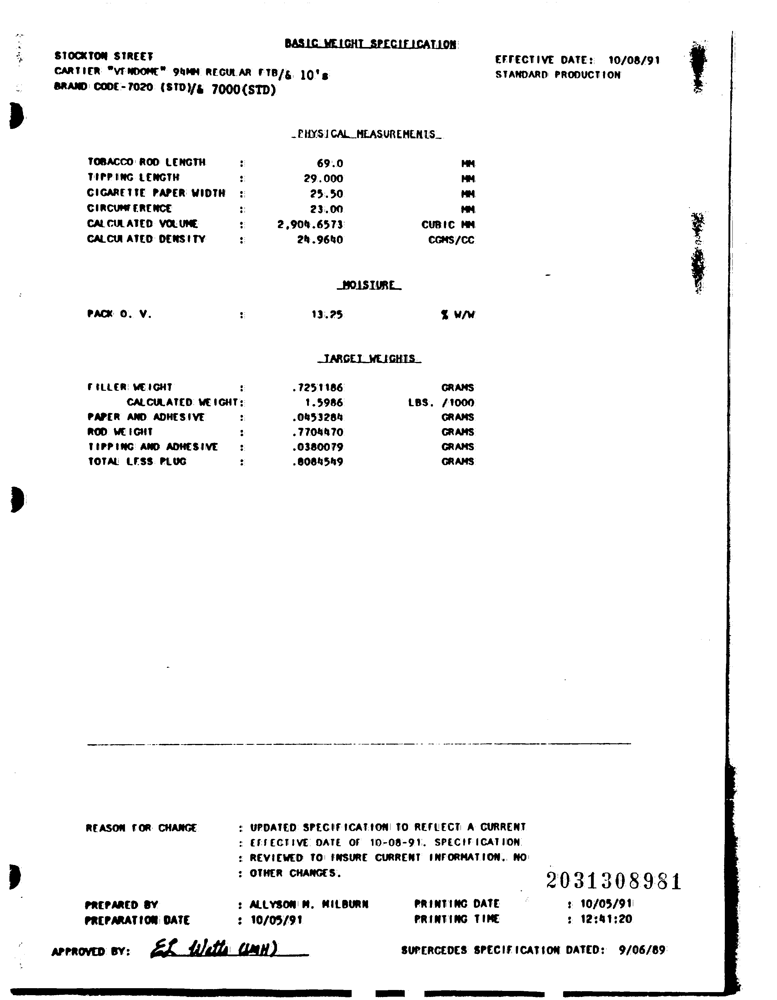 BASIC WEIGHT SPECIFICATION
STOCKTON STREET
EFFECTIVE DATE: 10/08/91
CARTIER "VENDOME" 94MM REGULAR FTB/& 10's
STANDARD PRODUCTION
BRAND CODE-7020 (STD)/& 7000(STD)
PHYSICAL MEASUREMENTS
TOBACCO ROD LENGTH : 69.0 MM
TIPPING LENGTH : 29.000 MM
CIGARETTE PAPER WIDTH : 25.50 MM
CIRCUMFERENCE : 23.00 MM
CALCULATED VOLUME : 2,904.6573 CUBIC MM
CALCULATED DENSITY : 24.9640 CGMS/CC
MOISTURE
PACK O. V. : 13.25 % W/W
TARGET WEIGHTS
FILLER WEIGHT : .7251186 GRAMS
CALCULATED WEIGHT: 1.5986 LBS. /1000
PAPER AND ADHESIVE : .0453284 GRAMS
ROD WEIGHT : .7704470 GRAMS
TIPPING AND ADHESIVE : .0380079 GRAMS
TOTAL LESS PLUG : .8084549 GRAMS
REASON FOR CHANGE : UPDATED SPECIFICATION TO REFLECT A CURRENT
: EFFECTIVE DATE OF 10-08-91. SPECIFICATION
: REVIEWED TO INSURE CURRENT INFORMATION. NO
: OTHER CHANGES.
2031308981
PREPARED BY : ALLYSON M. MILBURN PRINTING DATE : 10/05/91
PREPARATION DATE : 10/05/91 PRINTING TIME : 12:41:20
APPROVED BY: EL Watts (LMH) SUPERCEDES SPECIFICATION DATED: 9/06/89